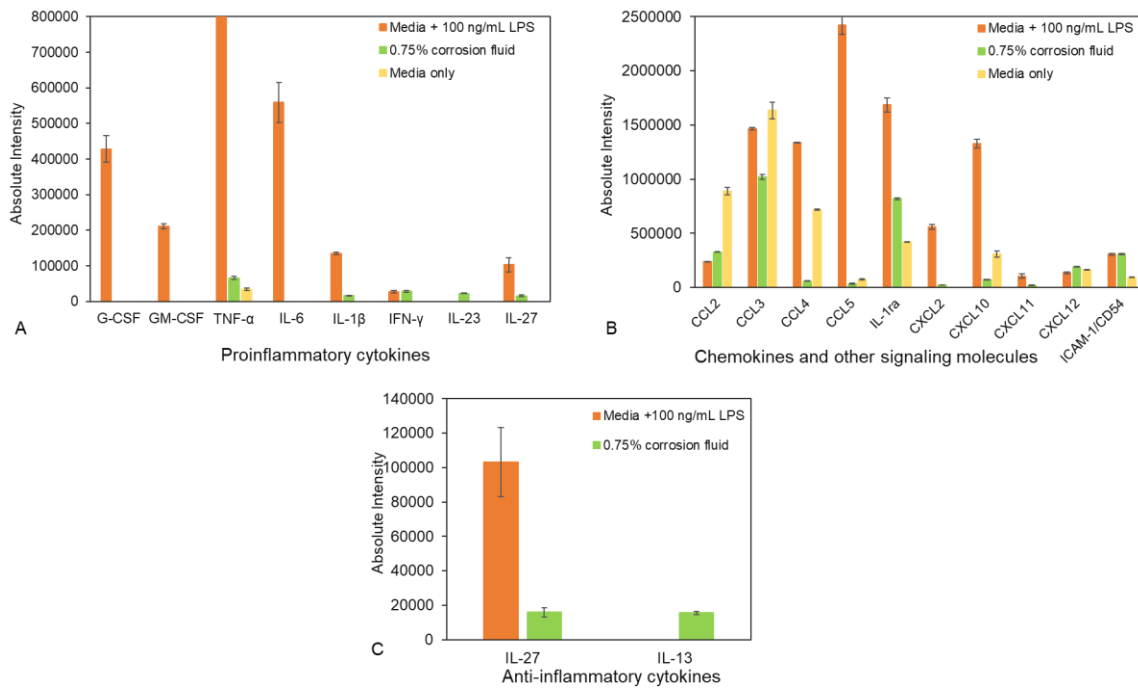 800000
700000
600000
500000
400000
300000
200000
100000
0
Absolute Intensity
Media + 100 ng/mL LPS
0.75% corrosion fluid
Media only
G-CSF GM-CSF TNF-α IL-6 IL-1β IFN-γ IL-23 IL-27
A
Proinflammatory cytokines
2500000
2000000
1500000
1000000
500000
0
Absolute Intensity
Media + 100 ng/mL LPS
0.75% corrosion fluid
Media only
CCL2 CCL3 CCL4 CCL5 IL-1ra CXCL2 CXCL10 CXCL11 CXCL12 ICAM-1/CD54
B
Chemokines and other signaling molecules
140000
120000
100000
80000
60000
40000
20000
0
Absolute Intensity
Media +100 ng/mL LPS
0.75% corrosion fluid
IL-27 IL-13
C
Anti-inflammatory cytokines